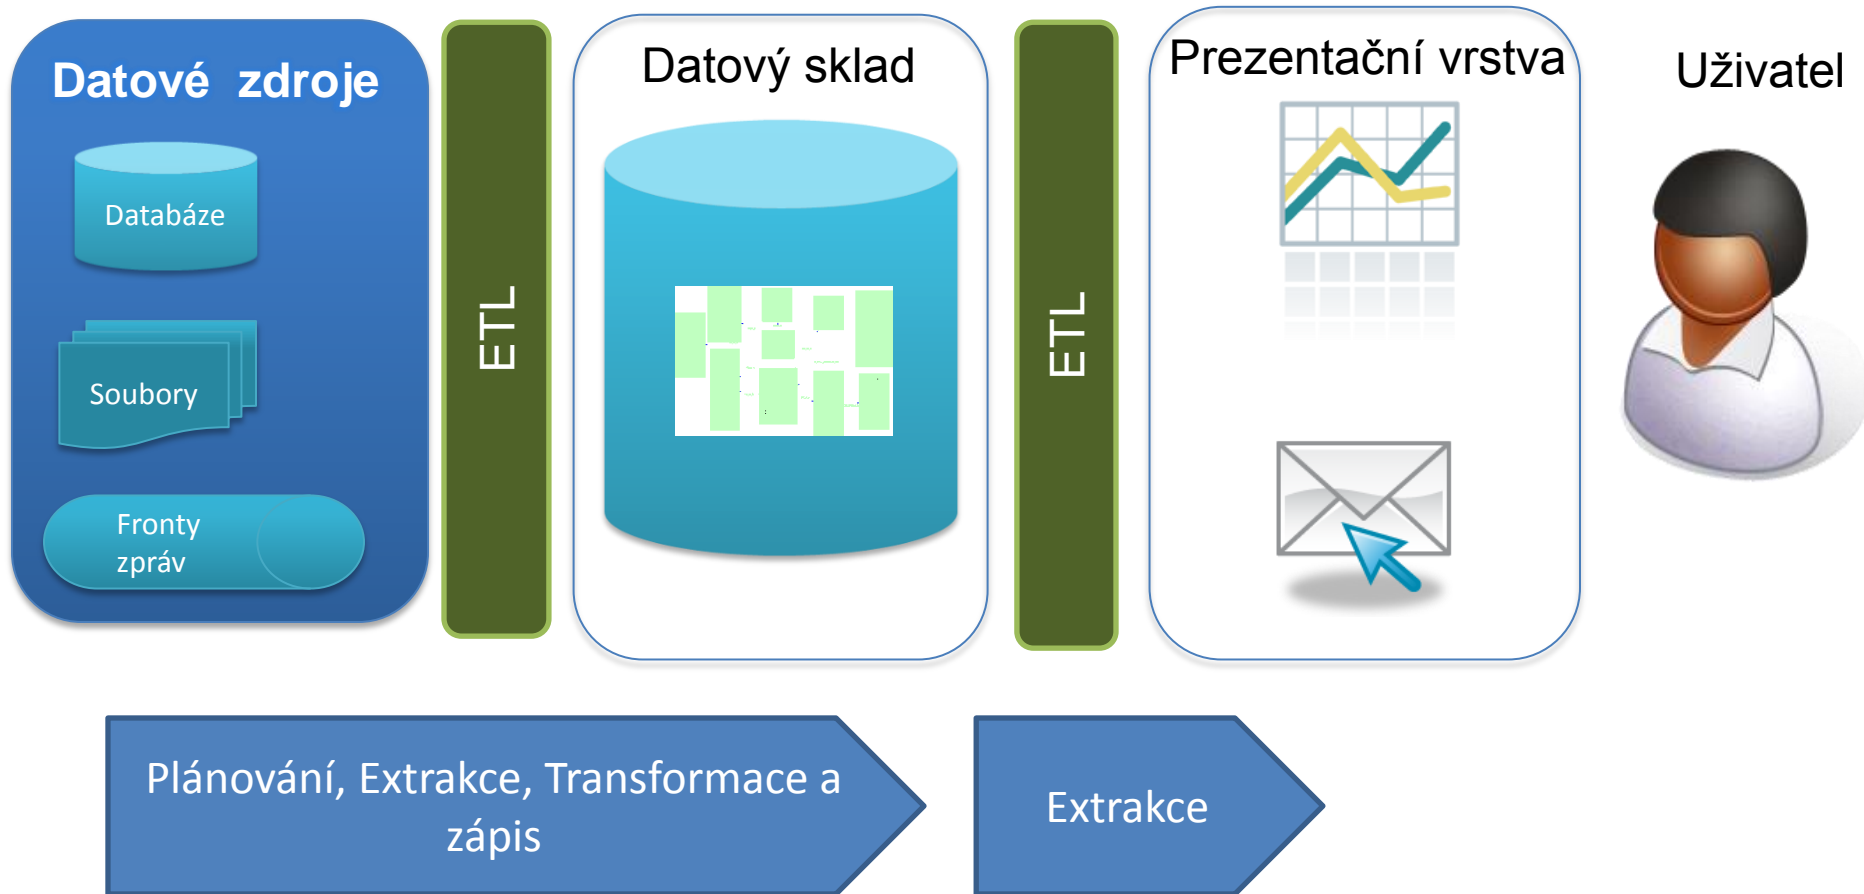 Datové zdroje
Databáze
Soubory
Fronty
zpráv
ETL
Datový sklad
ETL
Prezentační vrstva
Uživatel
Plánování, Extrakce, Transformace a
zápis
Extrakce